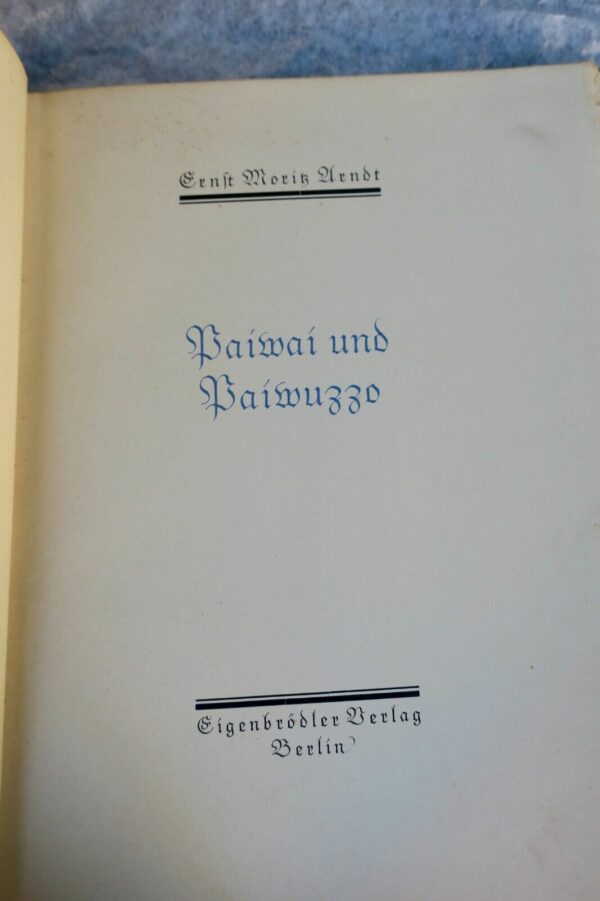 Ernst Moritz Arndt
Paiwai und
Paiwuzzo
Eigenbrödler Verlag
Berlin